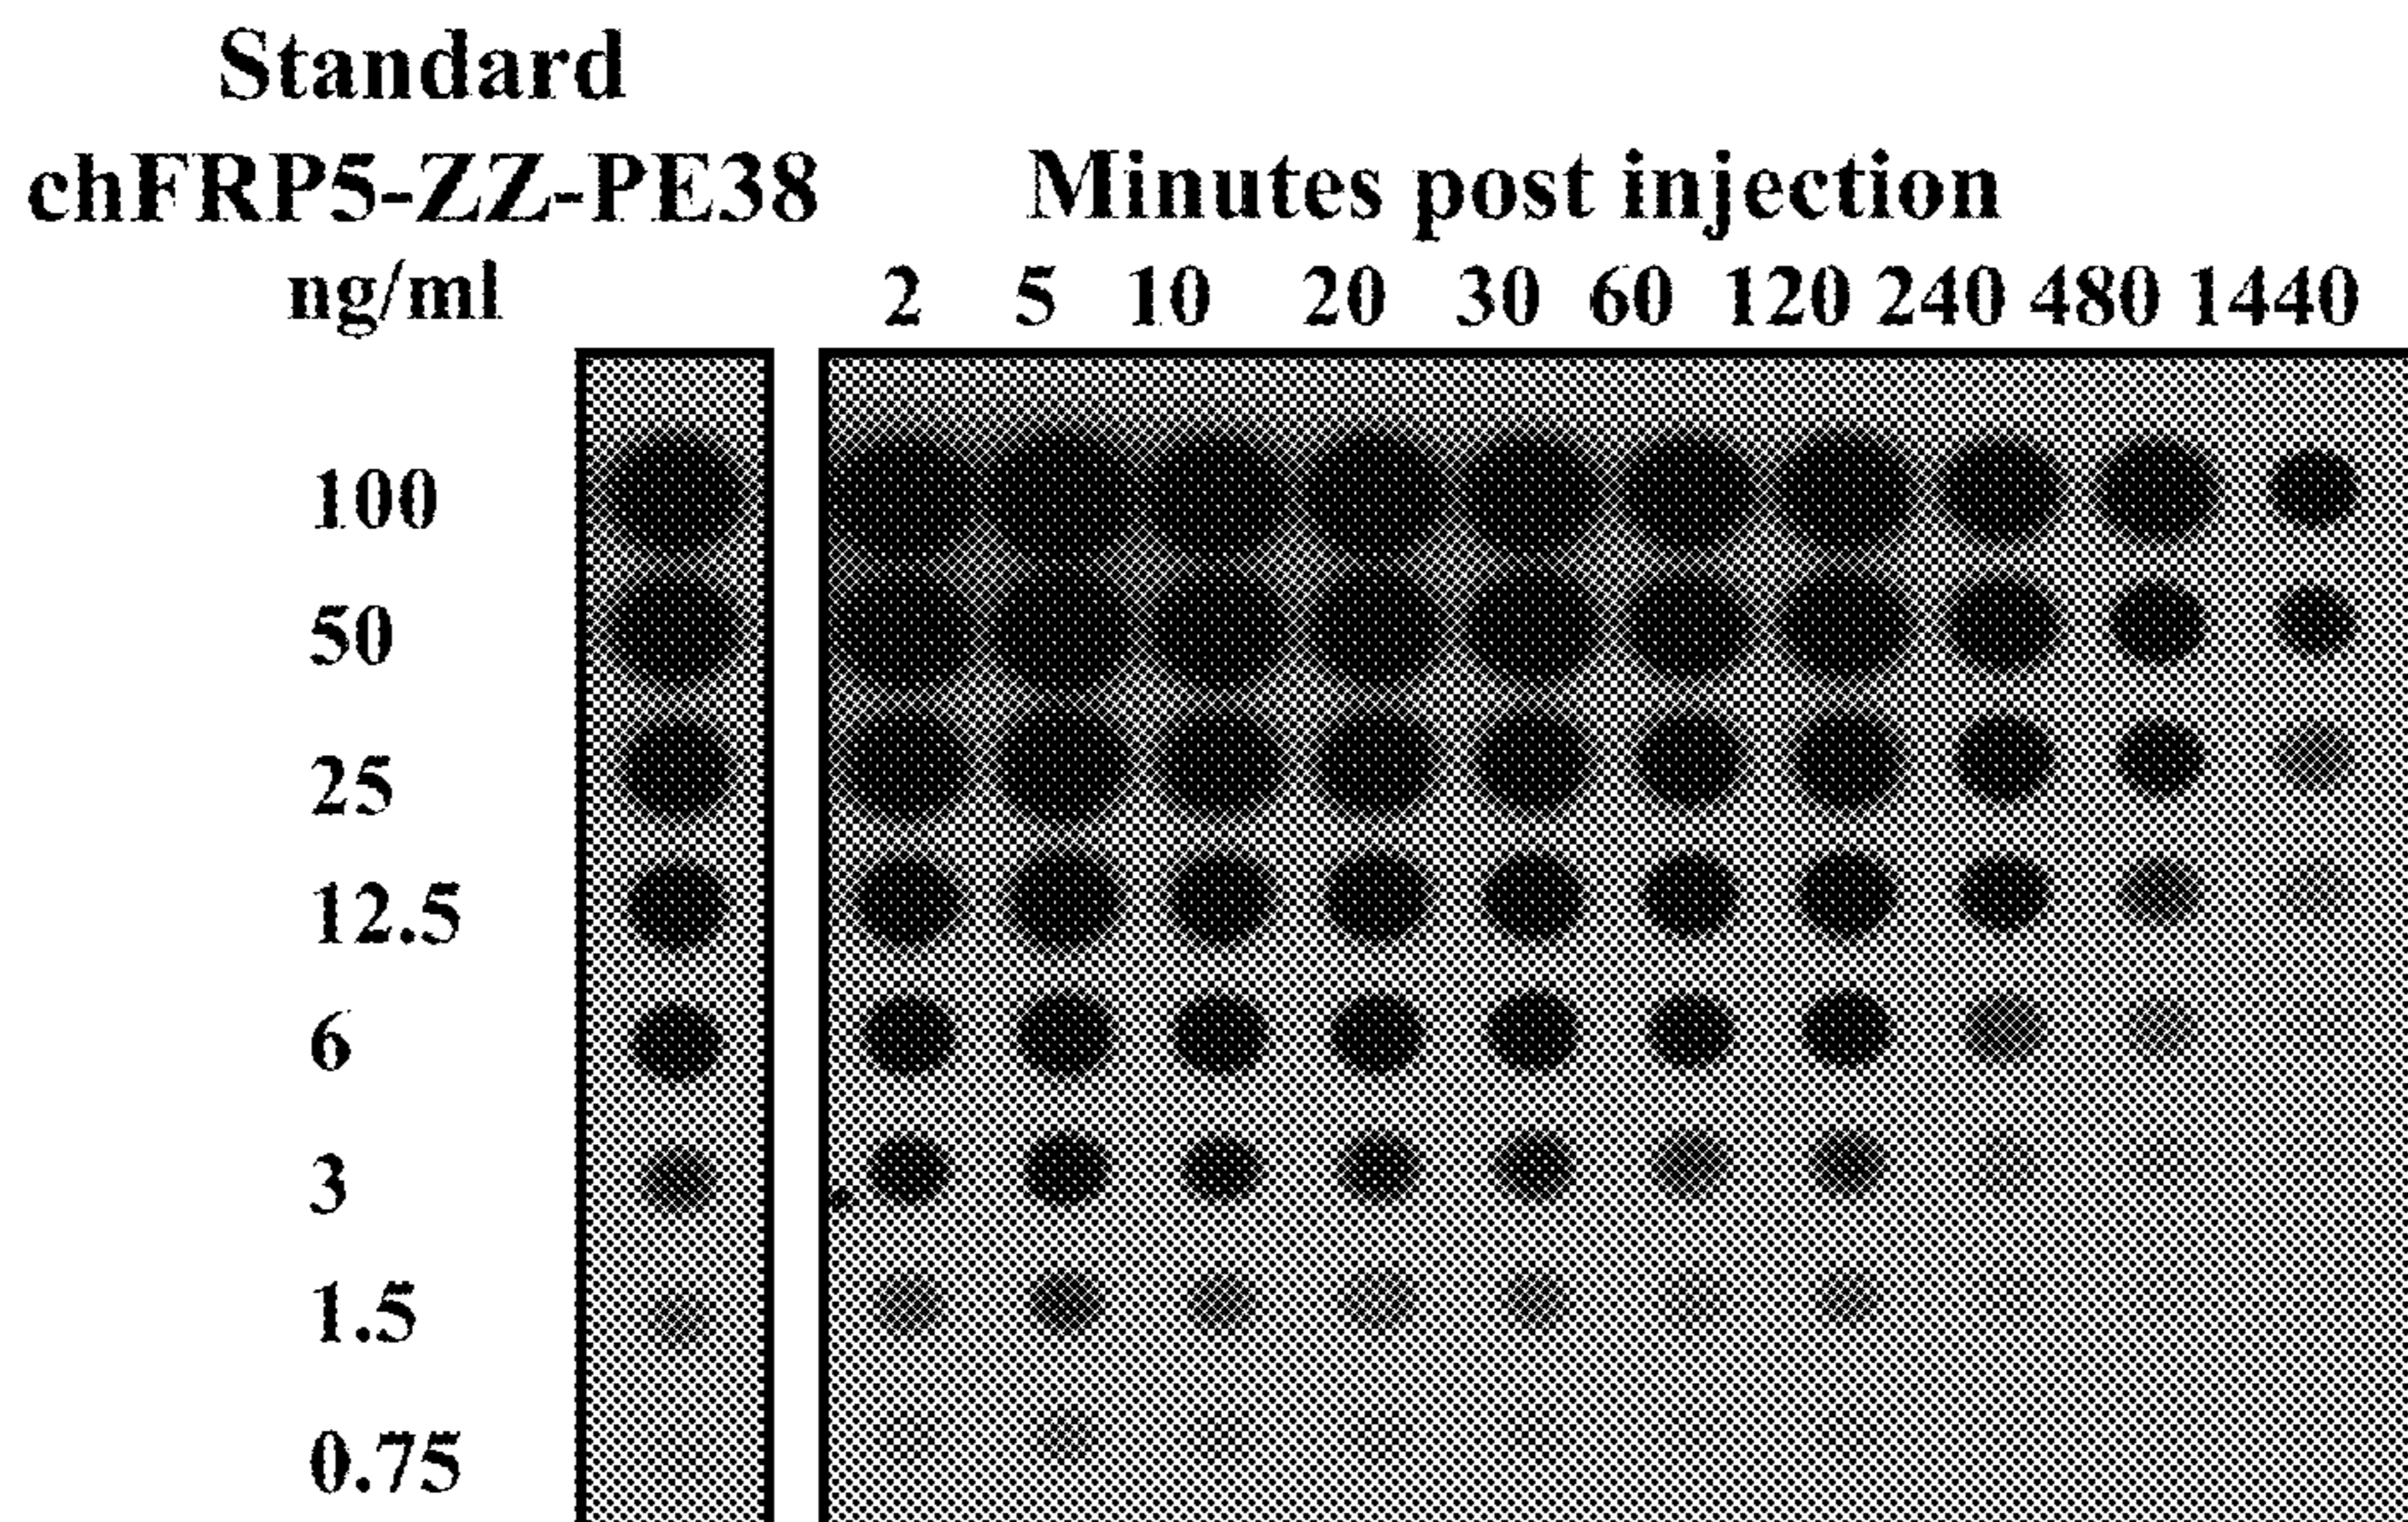 Standard
chFRP5-ZZ-PE38
ng/ml
Minutes post injection
2 5 10 20 30 60 120 240 480 1440
100
50
25
12.5
6
3
1.5
0.75